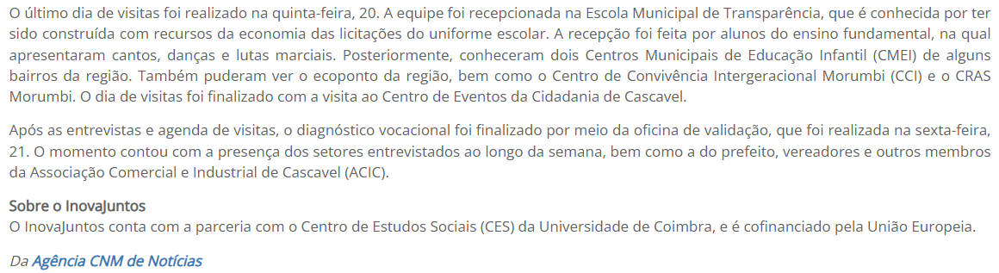 O último dia de visitas foi realizado na quinta-feira, 20. A equipe foi recepcionada na Escola Municipal de Transparência, que é conhecida por ter
sido construída com recursos da economia das licitações do uniforme escolar. A recepção foi feita por alunos do ensino fundamental, na qual
apresentaram cantos, danças e lutas marciais. Posteriormente, conheceram dois Centros Municipais de Educação Infantil (CMEI) de alguns
bairros da região. Também puderam ver o ecoponto da região, bem como o Centro de Convivência Intergeracional Morumbi (CCI) e o CRAS
Morumbi. O dia de visitas foi finalizado com a visita ao Centro de Eventos da Cidadania de Cascavel.
Após as entrevistas e agenda de visitas, o diagnóstico vocacional foi finalizado por meio da oficina de validação, que foi realizada na sexta-feira,
21. O momento contou com a presença dos setores entrevistados ao longo da semana, bem como a do prefeito, vereadores e outros membros
da Associação Comercial e Industrial de Cascavel (ACIC).
Sobre o InovaJuntos
O InovaJuntos conta com a parceria com o Centro de Estudos Sociais (CES) da Universidade de Coimbra, e é cofinanciado pela União Europeia.
Da Agência CNM de Notícias